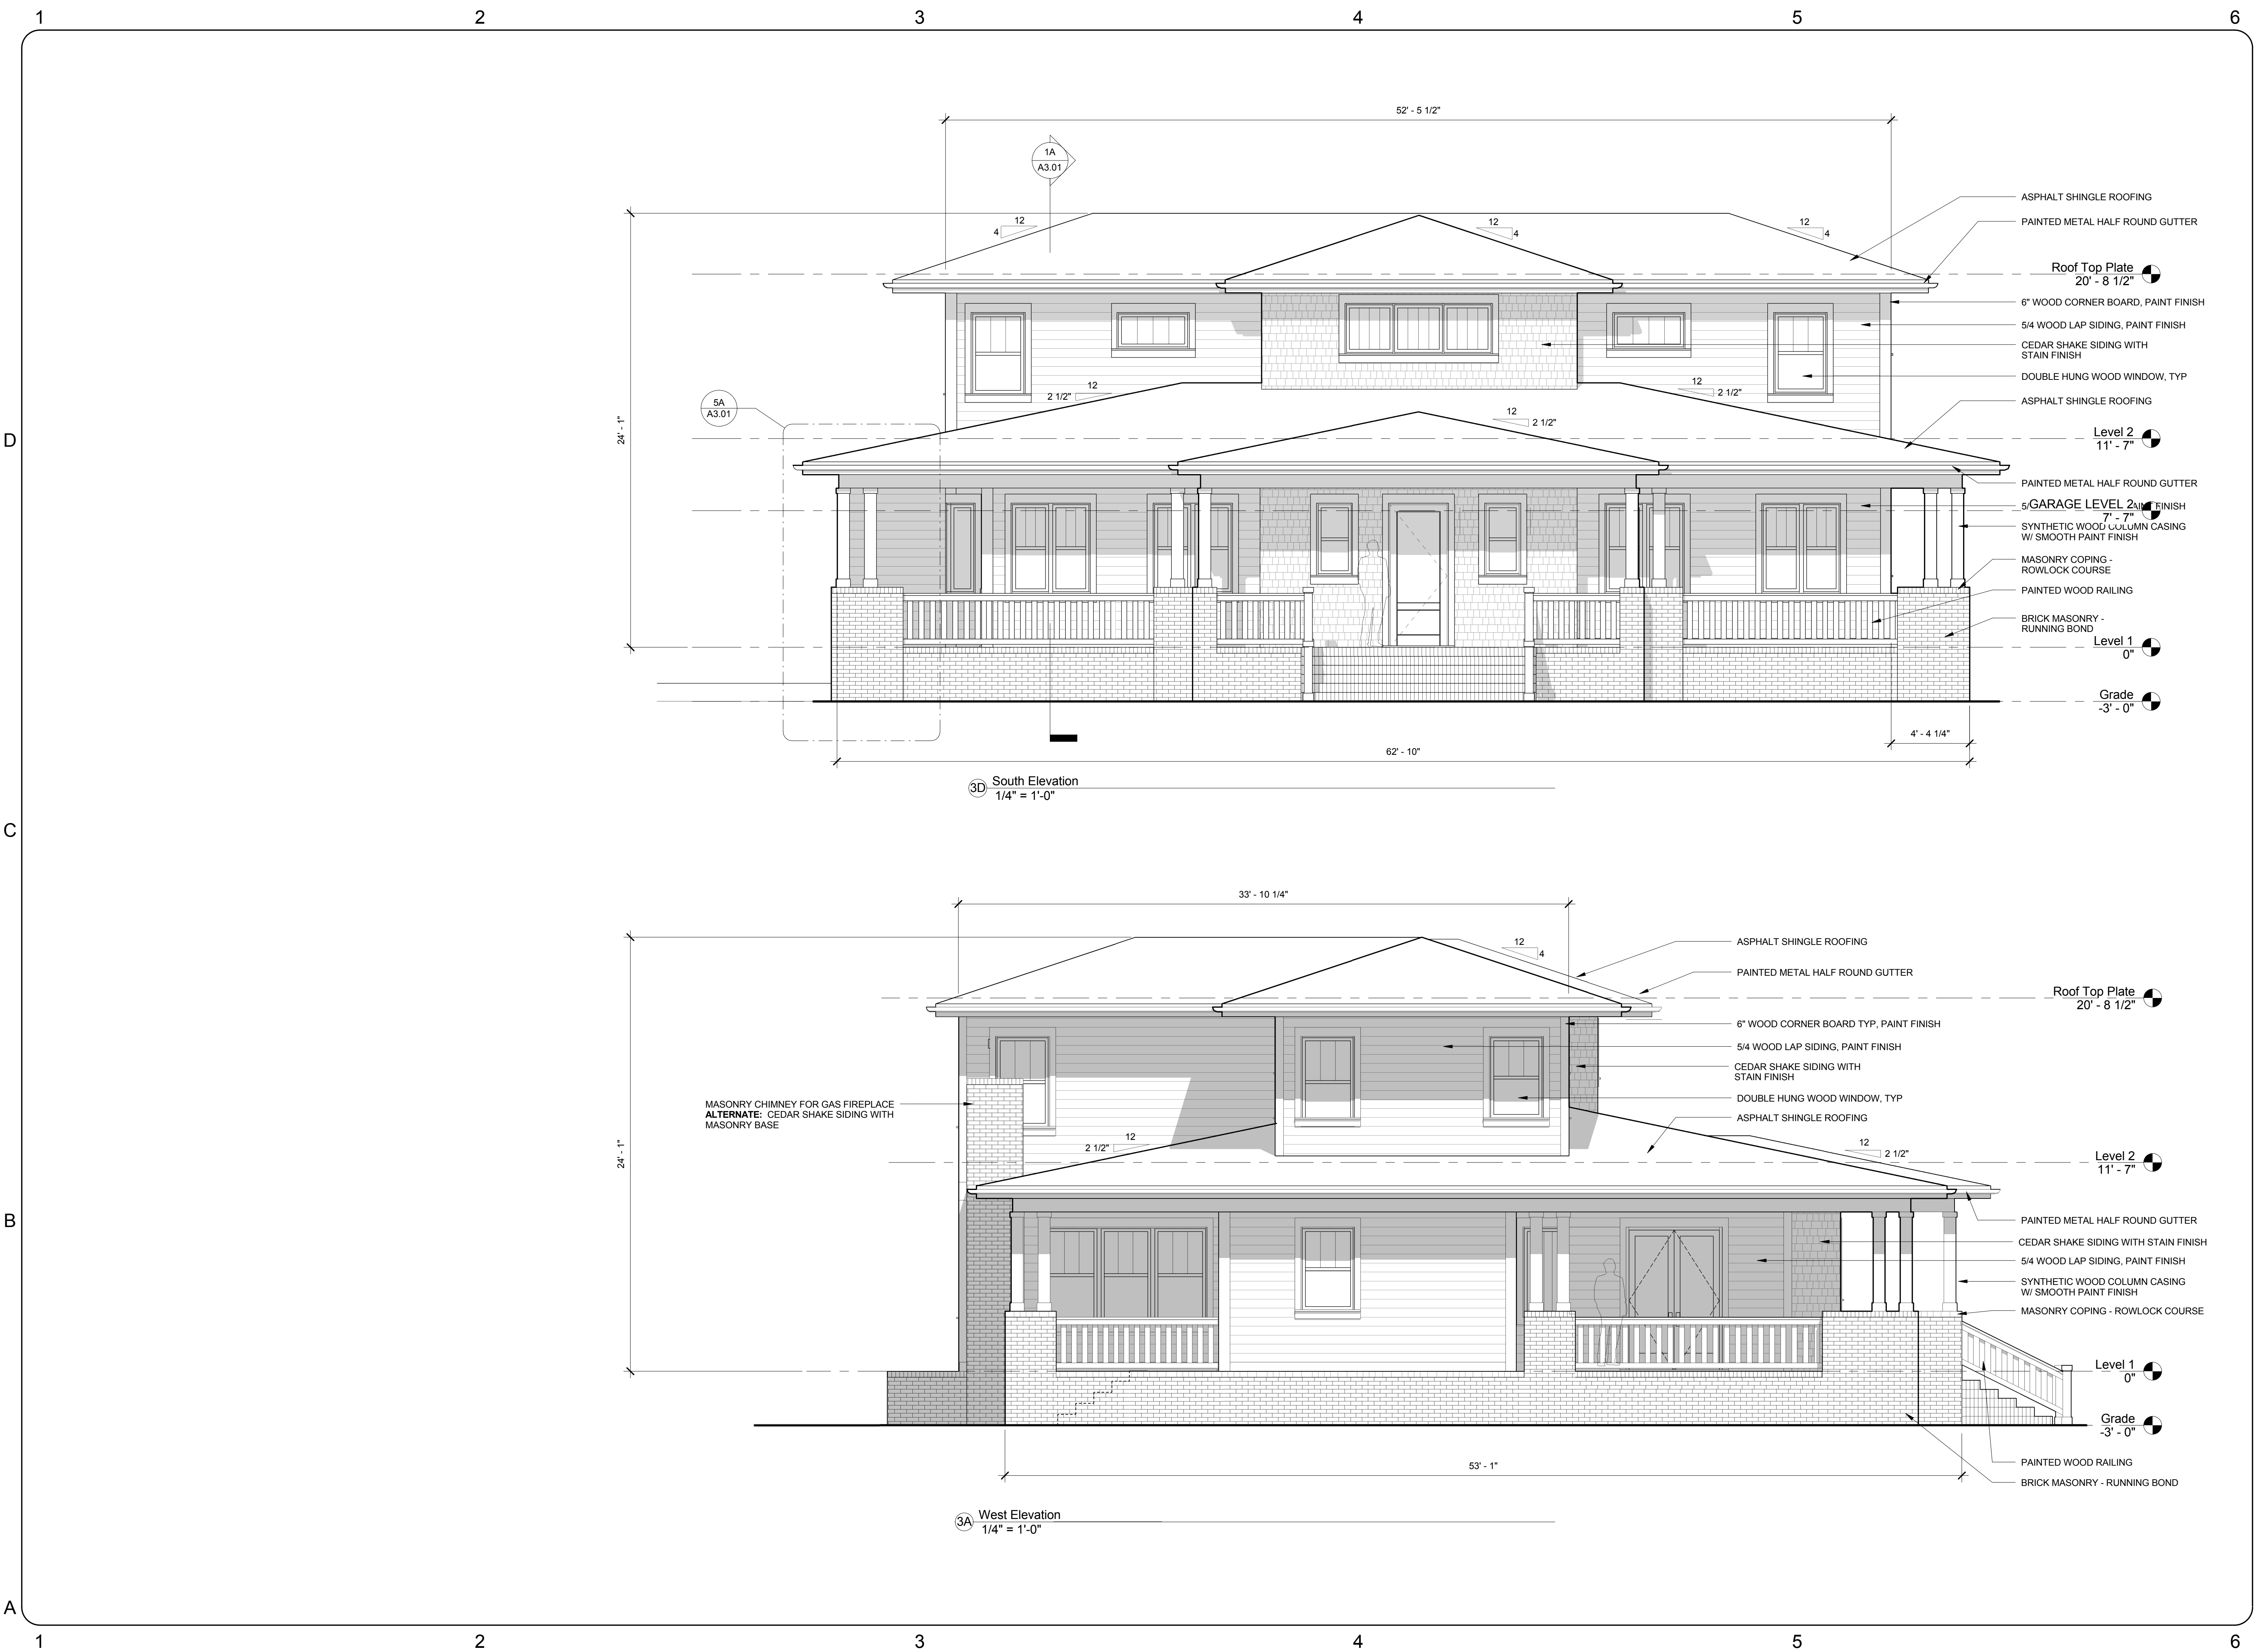 1 2 3 4 5 6
52' - 5 1/2"
1A
A3.01
ASPHALT SHINGLE ROOFING
12
4
12
4
12
4
PAINTED METAL HALF ROUND GUTTER
Roof Top Plate
20' - 8 1/2"
6" WOOD CORNER BOARD, PAINT FINISH
5/4 WOOD LAP SIDING, PAINT FINISH
CEDAR SHAKE SIDING WITH
STAIN FINISH
DOUBLE HUNG WOOD WINDOW, TYP
12
2 1/2"
12
2 1/2"
5A
A3.01
ASPHALT SHINGLE ROOFING
12
2 1/2"
24' - 1"
D
Level 2
11' - 7"
PAINTED METAL HALF ROUND GUTTER
5/ FINISH
GARAGE LEVEL 2
7' - 7"
SYNTHETIC WOOD COLUMN CASING
W/ SMOOTH PAINT FINISH
MASONRY COPING -
ROWLOCK COURSE
PAINTED WOOD RAILING
BRICK MASONRY -
RUNNING BOND
Level 1
0"
Grade
-3' - 0"
4' - 4 1/4"
62' - 10"
3D South Elevation
1/4" = 1'-0"
C
33' - 10 1/4"
12
4
ASPHALT SHINGLE ROOFING
PAINTED METAL HALF ROUND GUTTER
Roof Top Plate
20' - 8 1/2"
6" WOOD CORNER BOARD TYP, PAINT FINISH
5/4 WOOD LAP SIDING, PAINT FINISH
CEDAR SHAKE SIDING WITH
STAIN FINISH
DOUBLE HUNG WOOD WINDOW, TYP
MASONRY CHIMNEY FOR GAS FIREPLACE
ALTERNATE: CEDAR SHAKE SIDING WITH
MASONRY BASE
ASPHALT SHINGLE ROOFING
12
2 1/2"
12
2 1/2"
24' - 1"
Level 2
11' - 7"
B
PAINTED METAL HALF ROUND GUTTER
CEDAR SHAKE SIDING WITH STAIN FINISH
5/4 WOOD LAP SIDING, PAINT FINISH
SYNTHETIC WOOD COLUMN CASING
W/ SMOOTH PAINT FINISH
MASONRY COPING - ROWLOCK COURSE
Level 1
0"
Grade
-3' - 0"
PAINTED WOOD RAILING
53' - 1"
BRICK MASONRY - RUNNING BOND
3A West Elevation
1/4" = 1'-0"
A
1 2 3 4 5 6